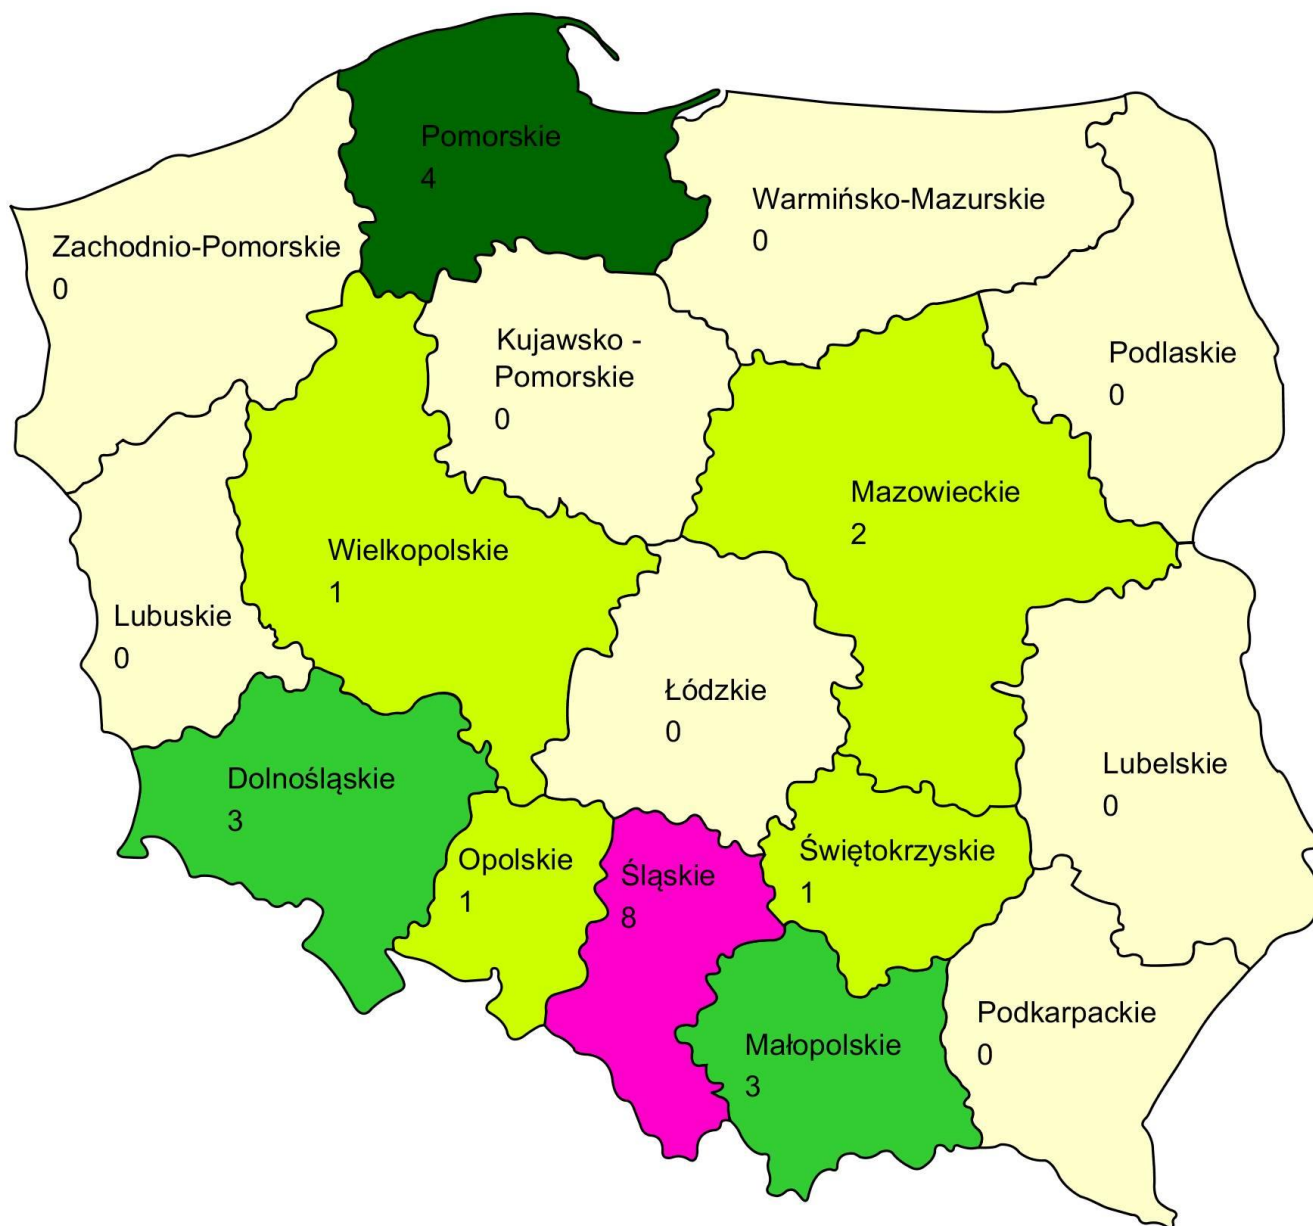 Pomorskie
4
Warmińsko-Mazurskie
0
Zachodnio-Pomorskie
0
Kujawsko -
Pomorskie
0
Podlaskie
0
Mazowieckie
2
Wielkopolskie
1
Lubuskie
0
Łódzkie
0
Lubelskie
0
Dolnośląskie
3
Opolskie
1
Śląskie
8
Świętokrzyskie
1
Podkarpackie
0
Małopolskie
3